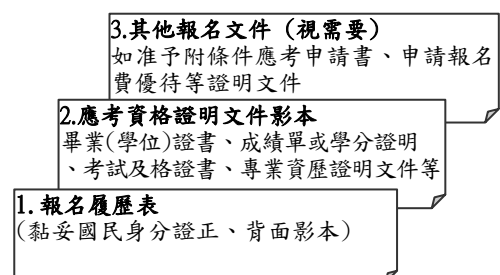 3.其他報名文件（視需要）
如准予附條件應考申請書、申請報名
費優待等證明文件
2.應考資格證明文件影本
畢業(學位)證書、成績單或學分證明
、考試及格證書、專業資歷證明文件等
1.報名履歷表
(黏妥國民身分證正、背面影本)